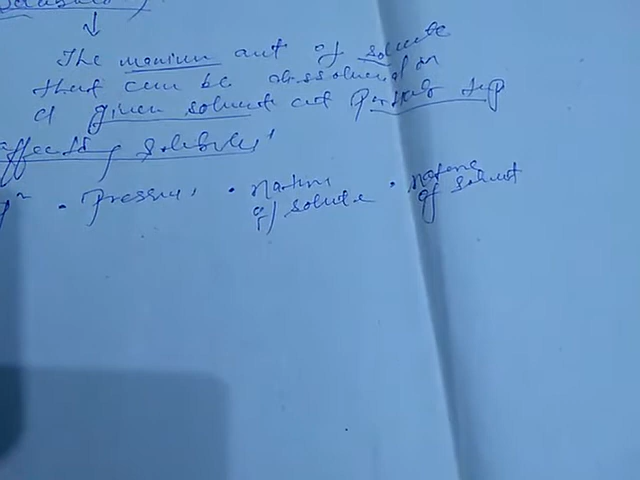 The maximum amt of solute
that can be dissolved in
a given solvent at particular temp
affects solubility
• Pressure • nature of solute • nature of solvent